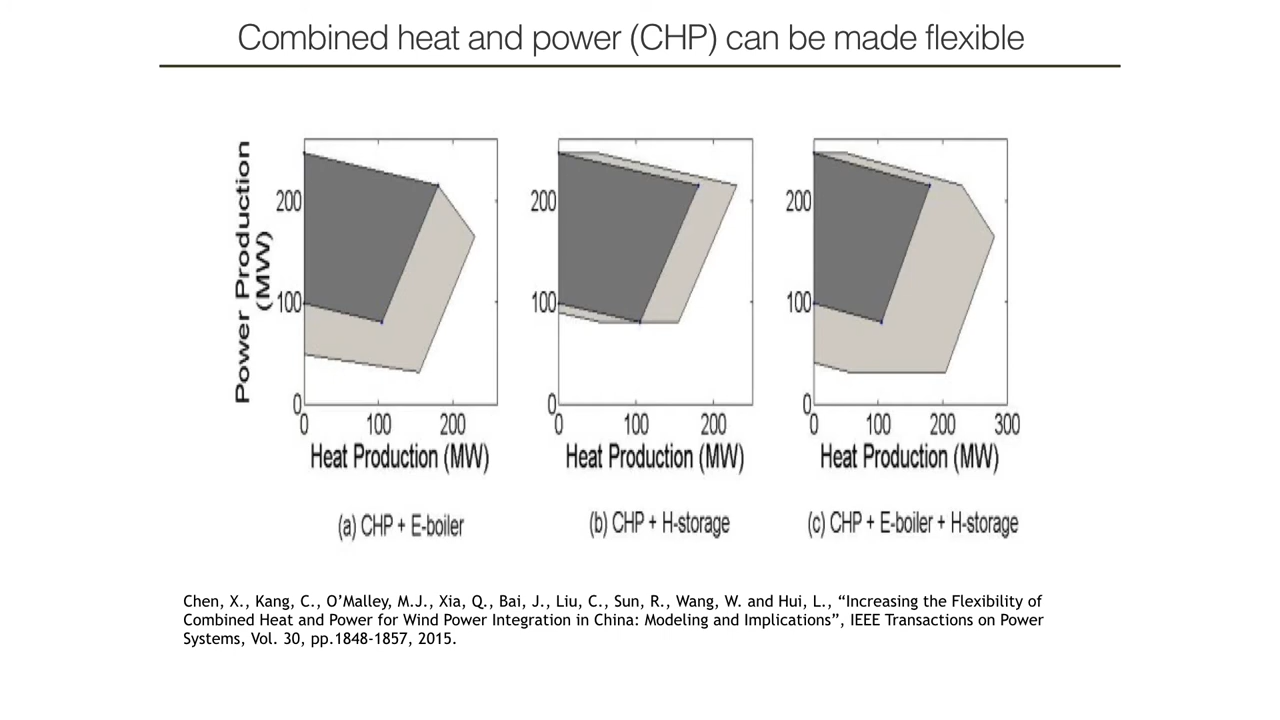 Combined heat and power (CHP) can be made flexible
Power Production
(MW)
200
100
0
0 100 200
Heat Production (MW)
(a) CHP + E-boiler
200
100
0
0 100 200
Heat Production (MW)
(b) CHP + H-storage
200
100
0
0 100 200 300
Heat Production (MW)
(c) CHP + E-boiler + H-storage
Chen, X., Kang, C., O’Malley, M.J., Xia, Q., Bai, J., Liu, C., Sun, R., Wang, W. and Hui, L., “Increasing the Flexibility of
Combined Heat and Power for Wind Power Integration in China: Modeling and Implications”, IEEE Transactions on Power
Systems, Vol. 30, pp.1848-1857, 2015.